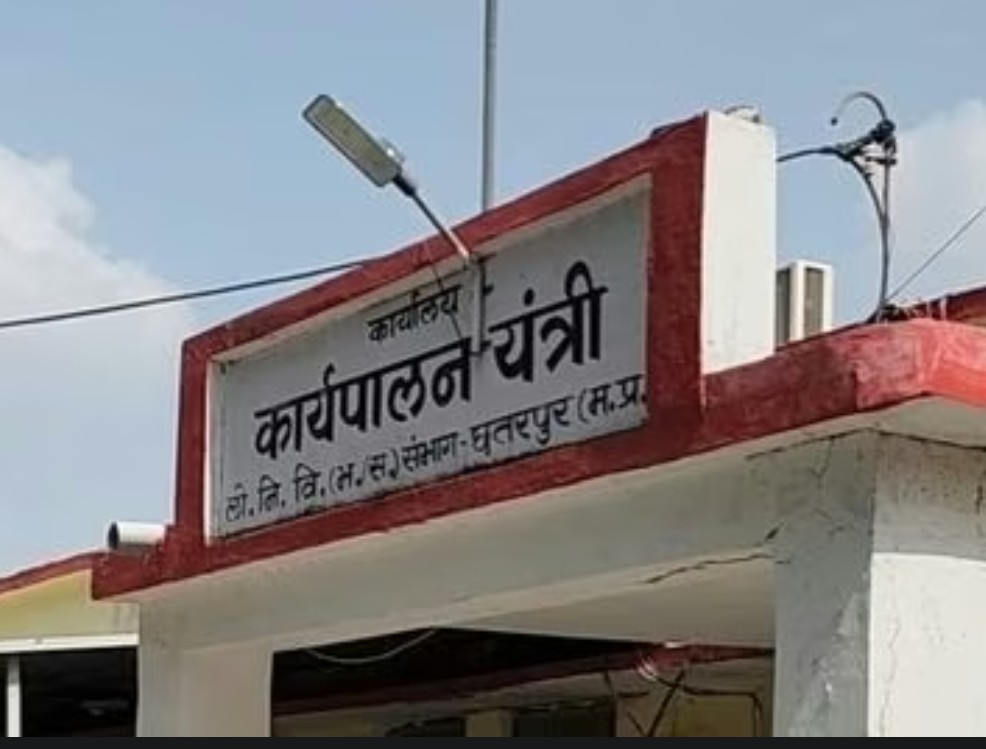 कार्यालय
कार्यपालन यंत्री
लो. नि. वि. (भ./स.) संभाग - छतरपुर (म.प्र.